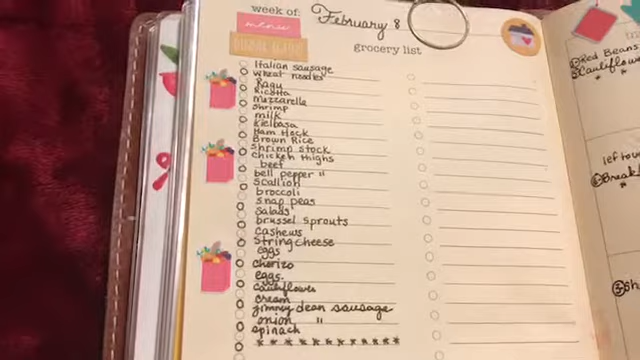 week of: February 8
menu
grocery list
Italian sausage
wheat noodles
Ragu
Ricotta
Mozzarella
Shrimp
milk
Kielbasa
Ham Hock
Brown Rice
Shrimp stock
chicken thighs
beef
bell pepper "
Scallion
broccoli
snap peas
Salads
brussel sprouts
Cashews
String cheese
eggs
chorizo
eggs
cauliflower
cream
jimmy dean sausage
onion "
spinach
Red Beans
Cauliflower